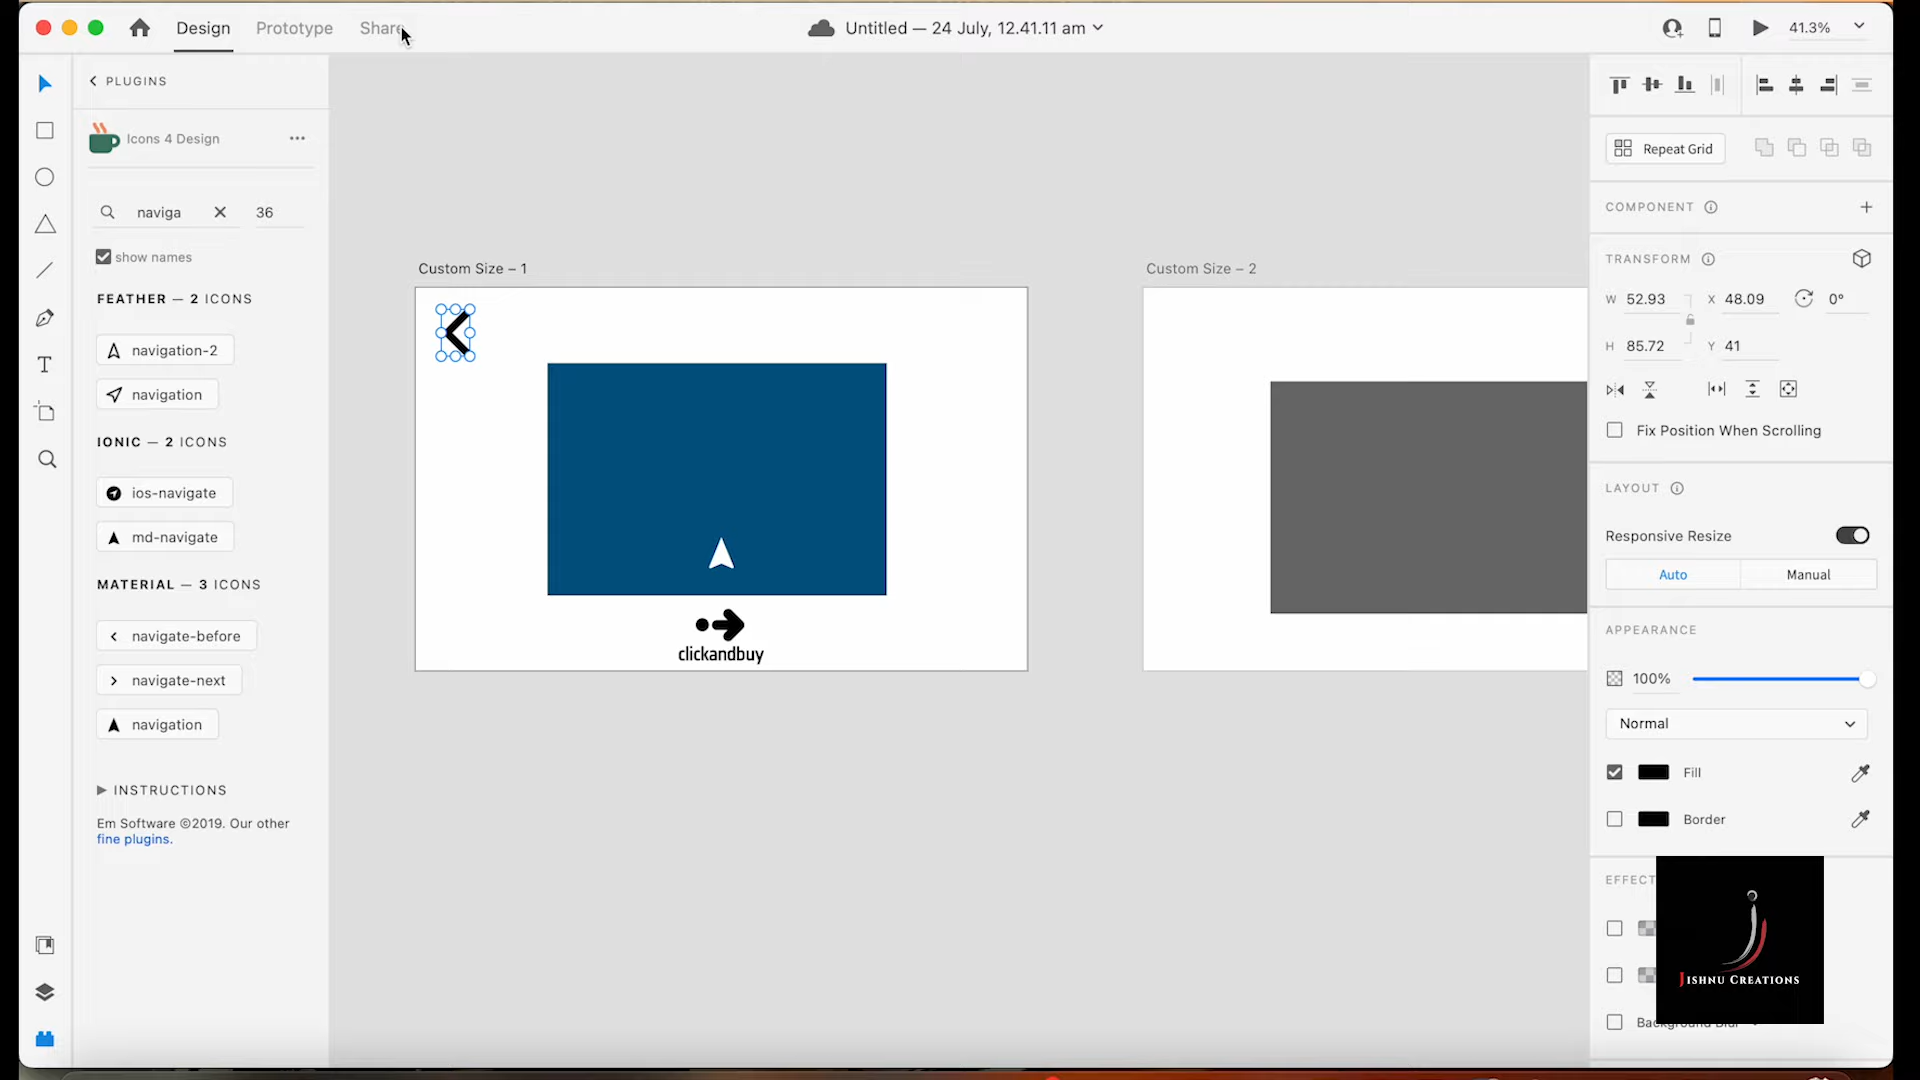 Design
Prototype
Share
Untitled — 24 July, 12.41.11 am
41.3%
PLUGINS
Icons 4 Design
naviga
36
show names
FEATHER — 2 ICONS
navigation-2
navigation
IONIC — 2 ICONS
ios-navigate
md-navigate
MATERIAL — 3 ICONS
navigate-before
navigate-next
navigation
INSTRUCTIONS
Em Software ©2019. Our other
fine plugins.
Custom Size – 1
clickandbuy
Custom Size – 2
Repeat Grid
COMPONENT
TRANSFORM
W 52.93 X 48.09 0°
H 85.72 Y 41
Fix Position When Scrolling
LAYOUT
Responsive Resize
Auto
Manual
APPEARANCE
100%
Normal
Fill
Border
EFFECT
JISHNU CREATIONS
Background Blur